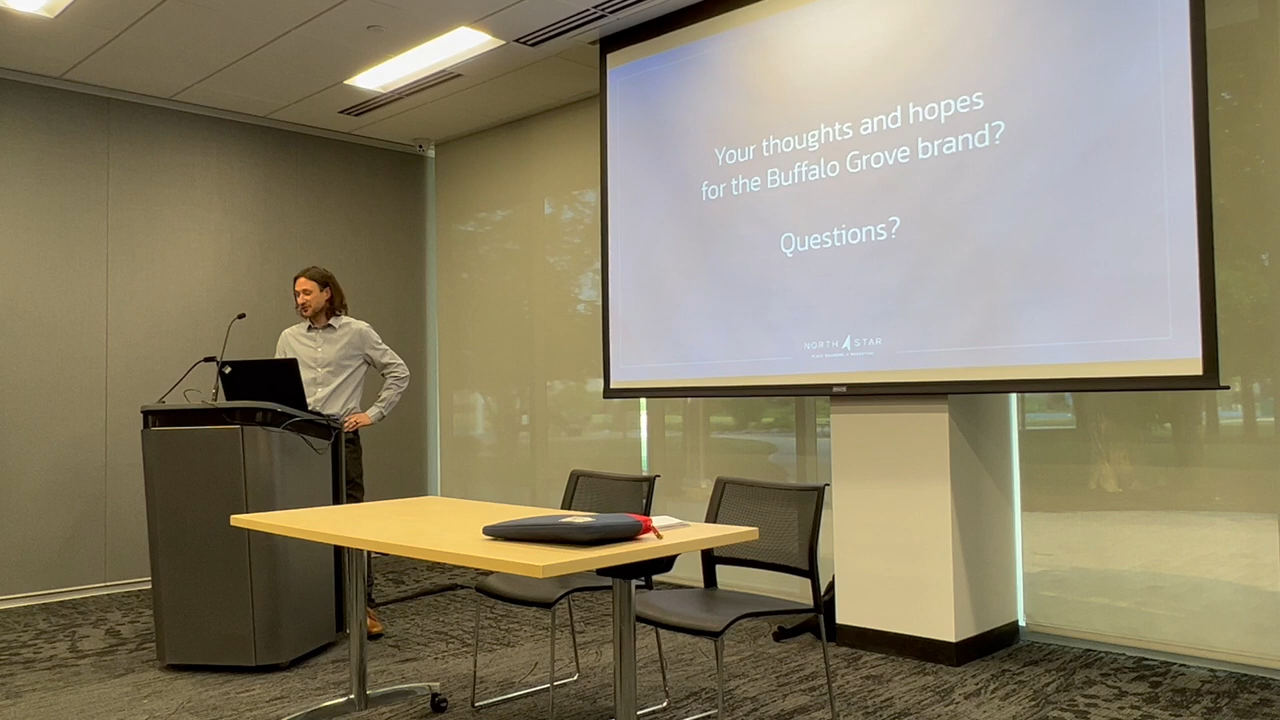 Your thoughts and hopes
for the Buffalo Grove brand?
Questions?
NORTH STAR